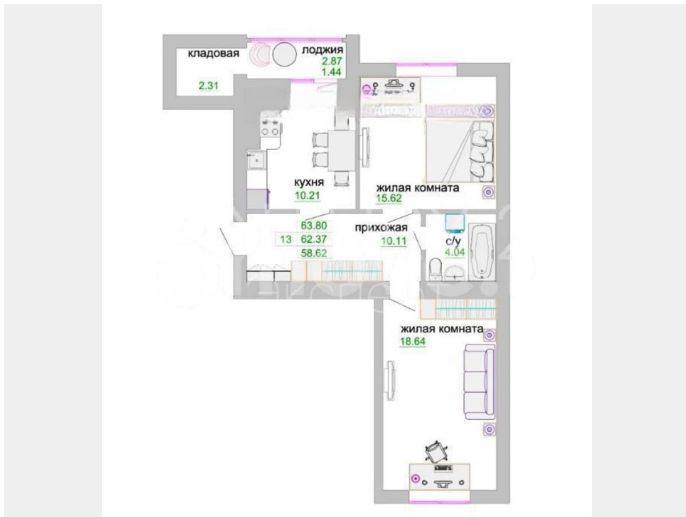 кладовая
2.31
лоджия
2.87
1.44
кухня
10.21
жилая комната
15.62
63.80
13 62.37
58.62
прихожая
10.11
с/у
4.04
жилая комната
18.64